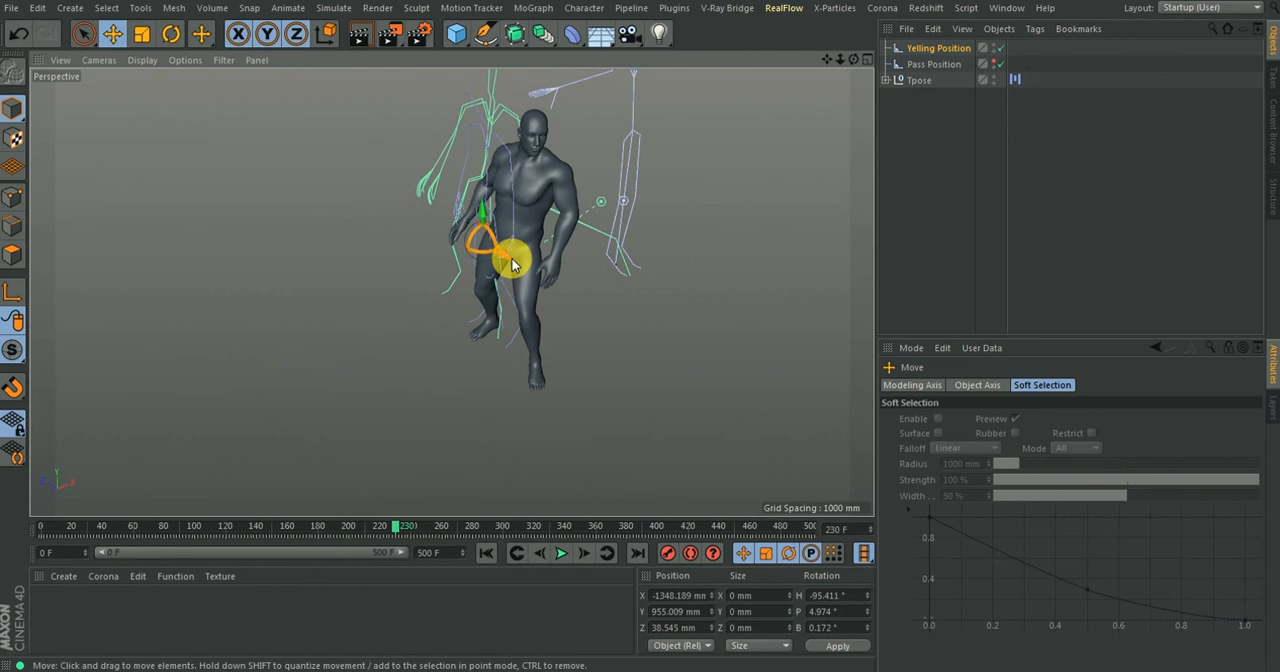 File Edit Create Select Tools Mesh Volume Snap Animate Simulate Render Sculpt Motion Tracker MoGraph Character Pipeline Plugins V-Ray Bridge RealFlow X-Particles Corona Redshift Script Window Help Layout: Startup (User)
X Y Z
File Edit View Objects Tags Bookmarks
View Cameras Display Options Filter Panel
Perspective
Yelling Position
Pass Position
Tpose
Objects
Takes
Content Browser
Structure
Mode Edit User Data
Move
Modeling Axis Object Axis Soft Selection
Soft Selection
Enable Preview
Surface Rubber Restrict
Falloff Linear Mode All
Radius 1000 mm
Strength 100 %
Width . . 50 %
0.8
0.4
0.0 0.2 0.4 0.6 0.8 1.0
Attributes
Layers
Y
Z X
Grid Spacing : 1000 mm
0 20 40 60 80 100 120 140 160 180 200 220 230 260 280 300 320 340 360 380 400 420 440 460 480 500 230 F
0 F 0 F 500 F 500 F
Create Corona Edit Function Texture
Position Size Rotation
X -1348.189 mm X 0 mm H -95.411 °
Y 955.009 mm Y 0 mm P 4.974 °
Z 38.545 mm Z 0 mm B 0.172 °
Object (Rel) Size Apply
MAXON
CINEMA 4D
Move: Click and drag to move elements. Hold down SHIFT to quantize movement / add to the selection in point mode, CTRL to remove.